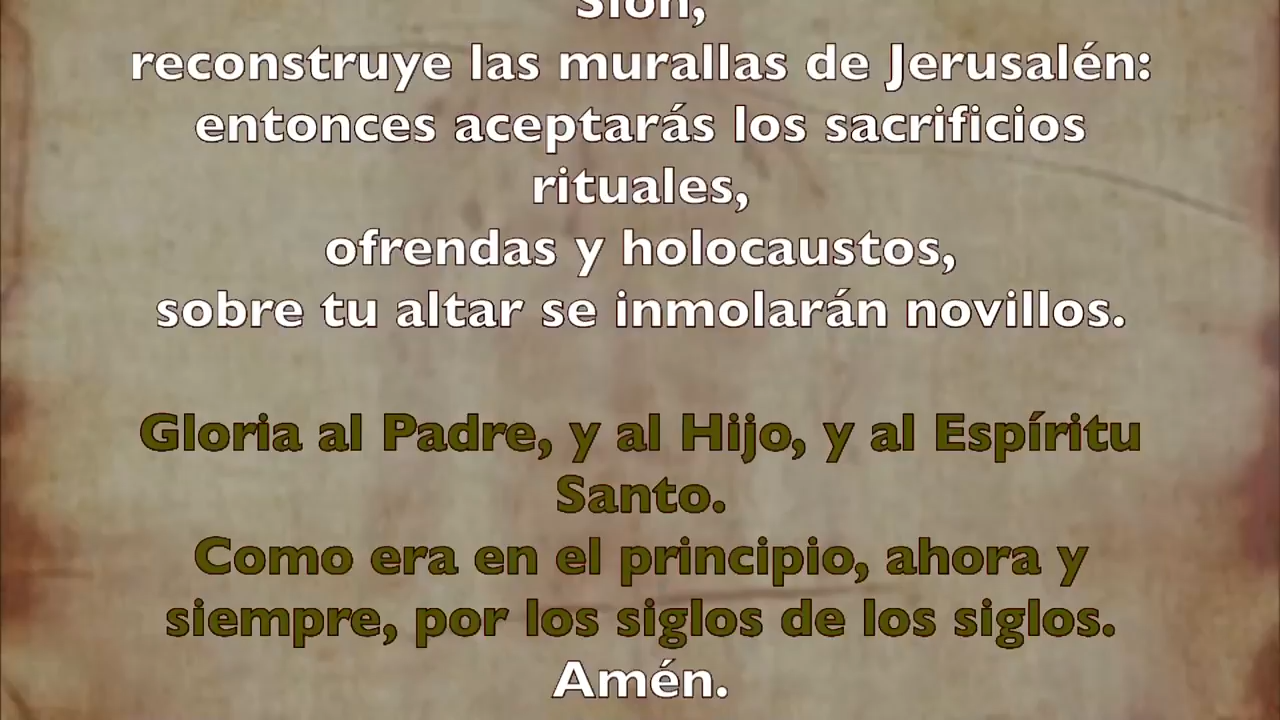 Sión,
reconstruye las murallas de Jerusalén:
entonces aceptarás los sacrificios
rituales,
ofrendas y holocaustos,
sobre tu altar se inmolarán novillos.
Gloria al Padre, y al Hijo, y al Espíritu
Santo.
Como era en el principio, ahora y
siempre, por los siglos de los siglos.
Amén.